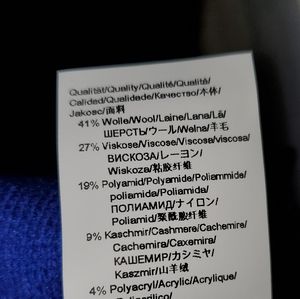 Qualität/Quality/Qualité/Qualité/
Calidad/Qualidade/Качество/本体/
Jakość/面料
41% Wolle/Wool/Laine/Lana/Lã/
ШЕРСТЬ/ウール/Wełna/羊毛
27% Viskose/Viscose/Viscose/viscosa/
ВИСКОЗА/レーヨン/
Wiskoza/粘胶纤维
19% Polyamid/Polyamide/Polyammide/
poliamida/Poliamida/
ПОЛИАМИД/ナイロン/
Poliamid/聚酰胺纤维
9% Kaschmir/Cashmere/Cachemire/
Cachemira/Caxemira/
КАШЕМИР/カシミヤ/
Kaszmir/山羊绒
4% Polyacryl/Acrylic/Acrylique/